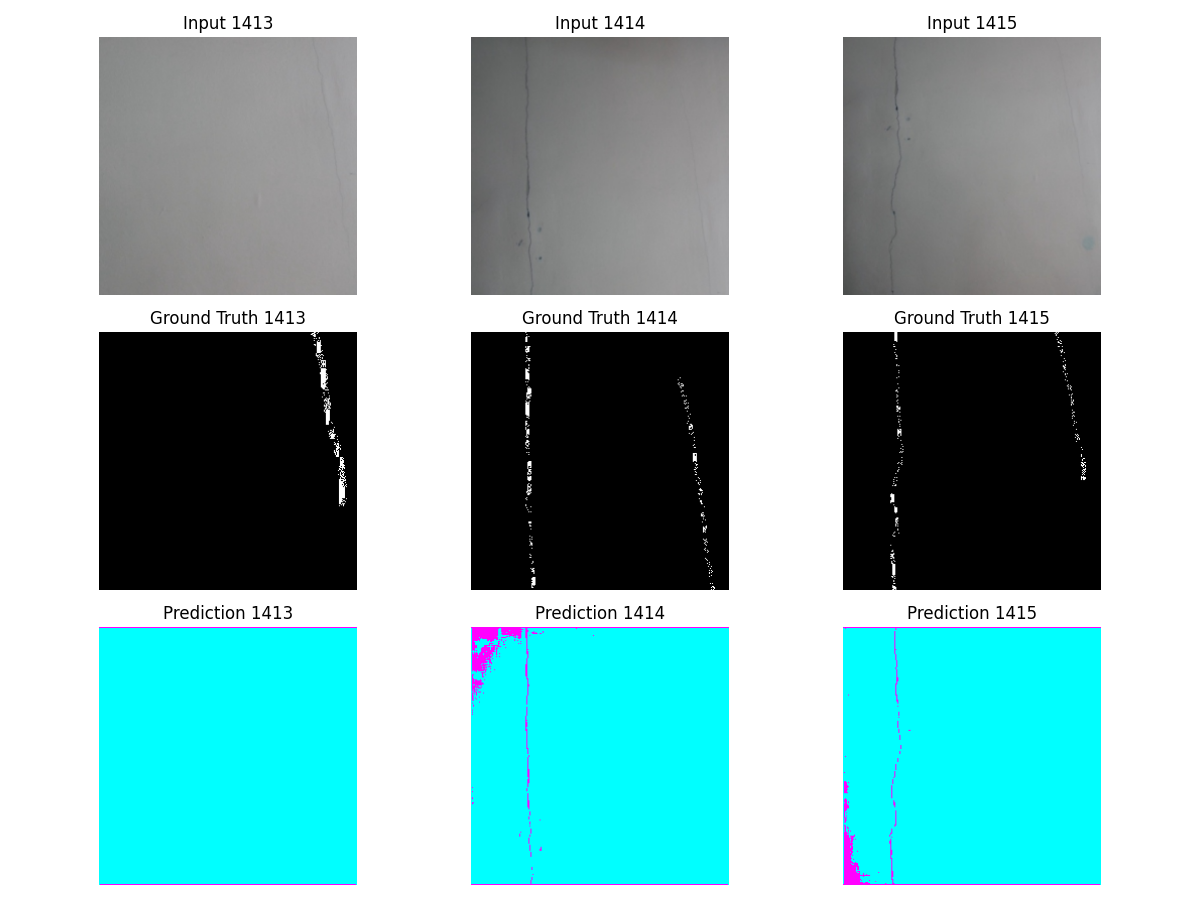 Input 1413
Input 1414
Input 1415
Ground Truth 1413
Ground Truth 1414
Ground Truth 1415
Prediction 1413
Prediction 1414
Prediction 1415